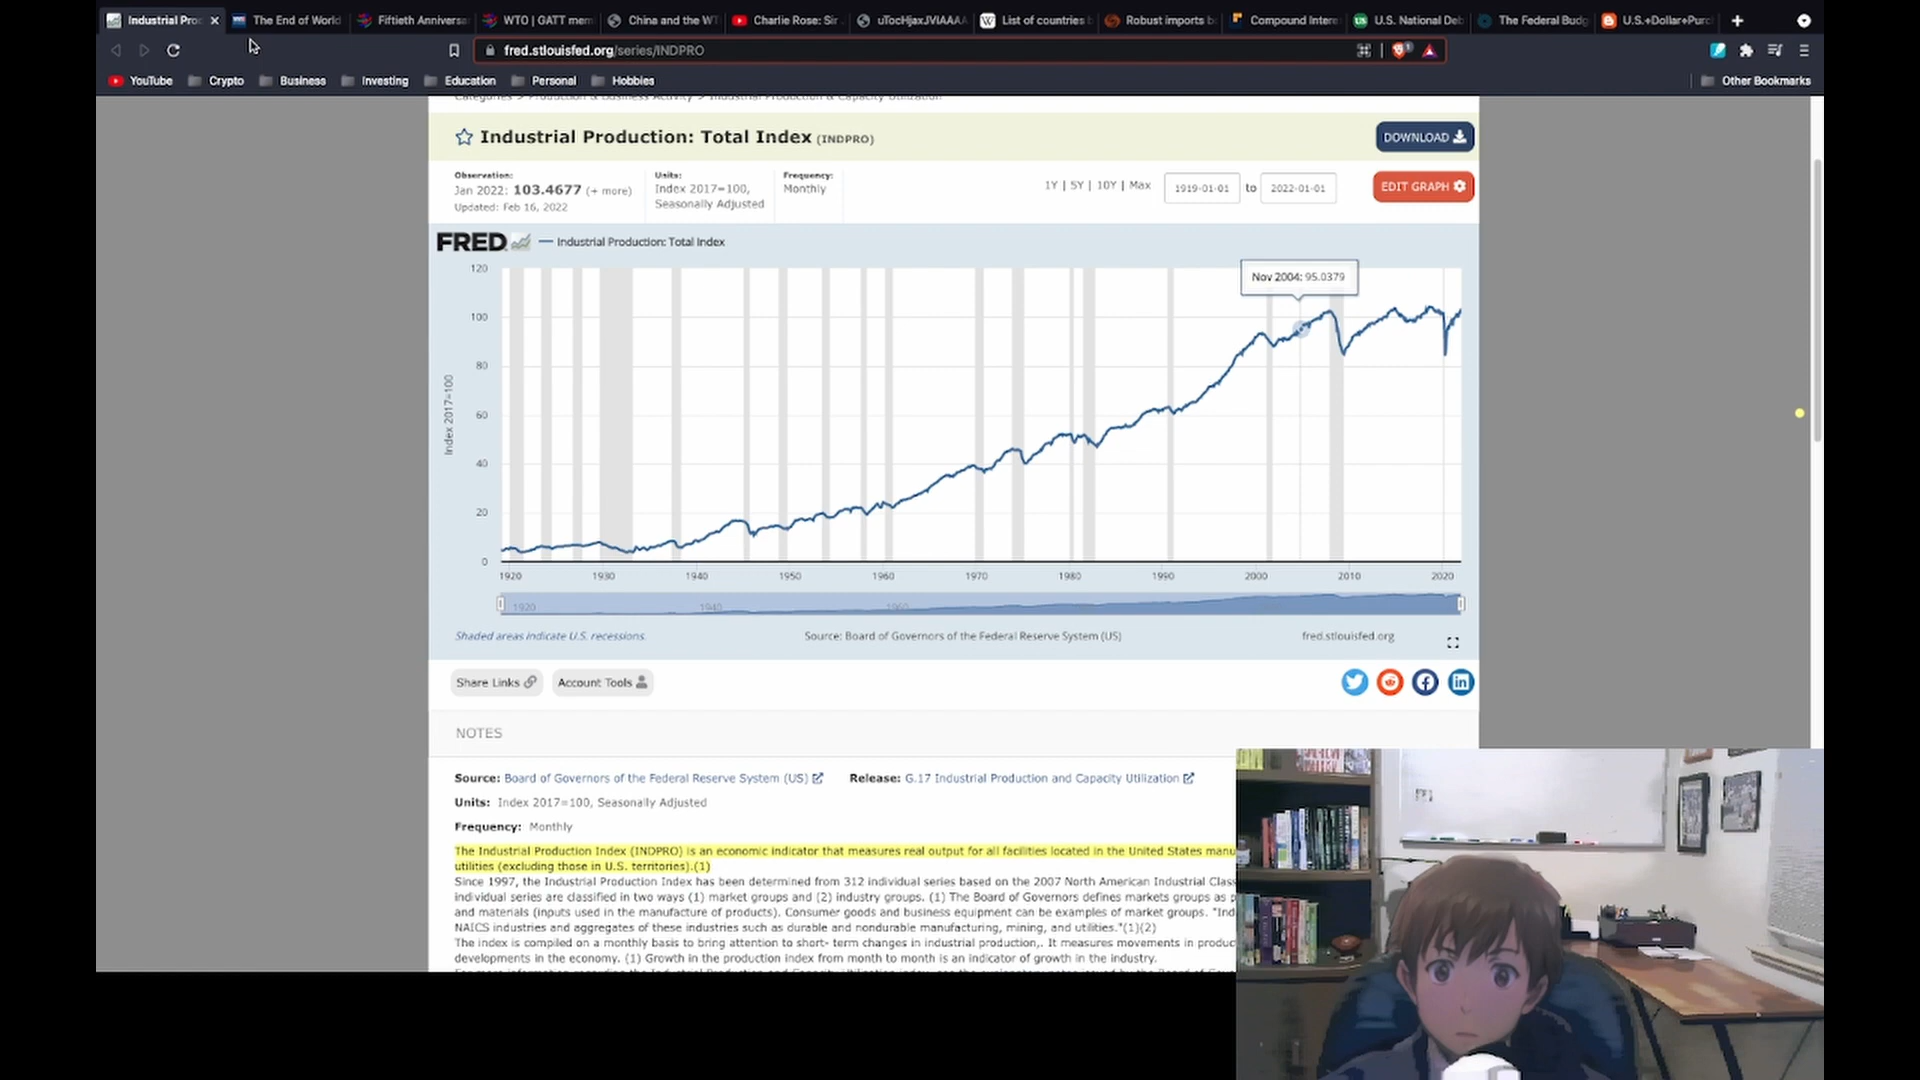 Industrial Proc
The End of World
Fiftieth Anniversa
WTO | GATT mem
China and the WT
Charlie Rose: Sir
uTocHjaxJVIAAAA
List of countries b
Robust imports b
Compound Intere
U.S. National Deb
The Federal Budg
U.S.+Dollar+Purc
fred.stlouisfed.org/series/INDPRO
YouTube
Crypto
Business
Investing
Education
Personal
Hobbies
Other Bookmarks
Categories > Production & Business Activity > Industrial Production & Capacity Utilization
Industrial Production: Total Index (INDPRO)
DOWNLOAD
Observation:
Jan 2022: 103.4677 (+ more)
Updated: Feb 16, 2022
Units:
Index 2017=100,
Seasonally Adjusted
Frequency:
Monthly
1Y | 5Y | 10Y | Max
1919-01-01 to 2022-01-01
EDIT GRAPH
FRED
Industrial Production: Total Index
Nov 2004: 95.0379
120
100
80
60
40
20
0
Index 2017=100
1920 1930 1940 1950 1960 1970 1980 1990 2000 2010 2020
1920 1940 1960
Shaded areas indicate U.S. recessions.
Source: Board of Governors of the Federal Reserve System (US)
fred.stlouisfed.org
Share Links
Account Tools
NOTES
Source: Board of Governors of the Federal Reserve System (US)
Release: G.17 Industrial Production and Capacity Utilization
Units: Index 2017=100, Seasonally Adjusted
Frequency: Monthly
The Industrial Production Index (INDPRO) is an economic indicator that measures real output for all facilities located in the United States manu
utilities (excluding those in U.S. territories).(1)
Since 1997, the Industrial Production Index has been determined from 312 individual series based on the 2007 North American Industrial Clas
individual series are classified in two ways (1) market groups and (2) industry groups. (1) The Board of Governors defines markets groups as p
and materials (inputs used in the manufacture of products). Consumer goods and business equipment can be examples of market groups. "Ind
NAICS industries and aggregates of these industries such as durable and nondurable manufacturing, mining, and utilities."(1)(2)
The index is compiled on a monthly basis to bring attention to short- term changes in industrial production,. It measures movements in produc
developments in the economy. (1) Growth in the production index from month to month is an indicator of growth in the industry.